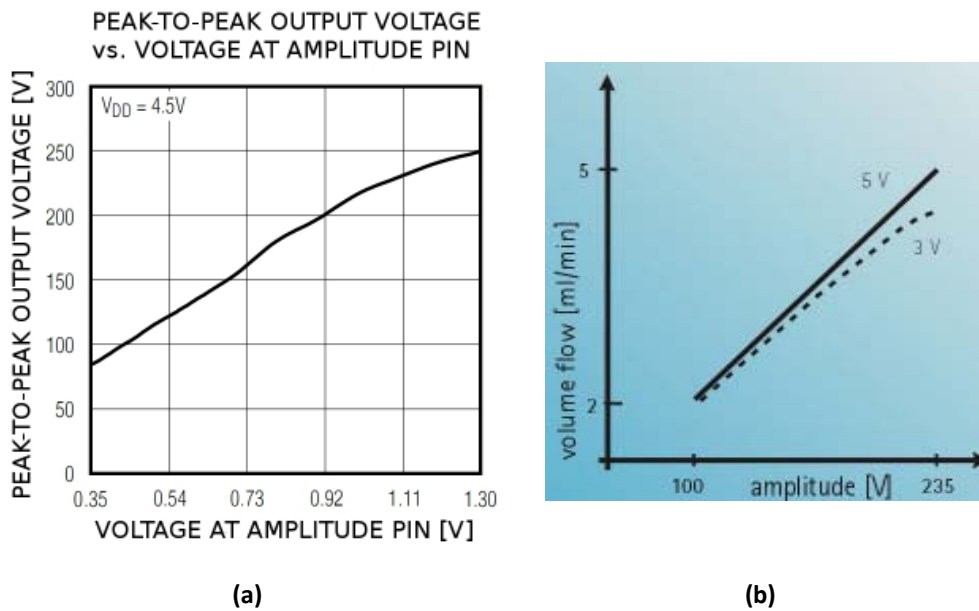 PEAK-TO-PEAK OUTPUT VOLTAGE
vs. VOLTAGE AT AMPLITUDE PIN
PEAK-TO-PEAK OUTPUT VOLTAGE [V]
300
250
200
150
100
50
0
V_DD = 4.5V
0.35 0.54 0.73 0.92 1.11 1.30
VOLTAGE AT AMPLITUDE PIN [V]
(a)
volume flow [ml/min]
5
2
5 V
3 V
100 amplitude [V] 235
(b)